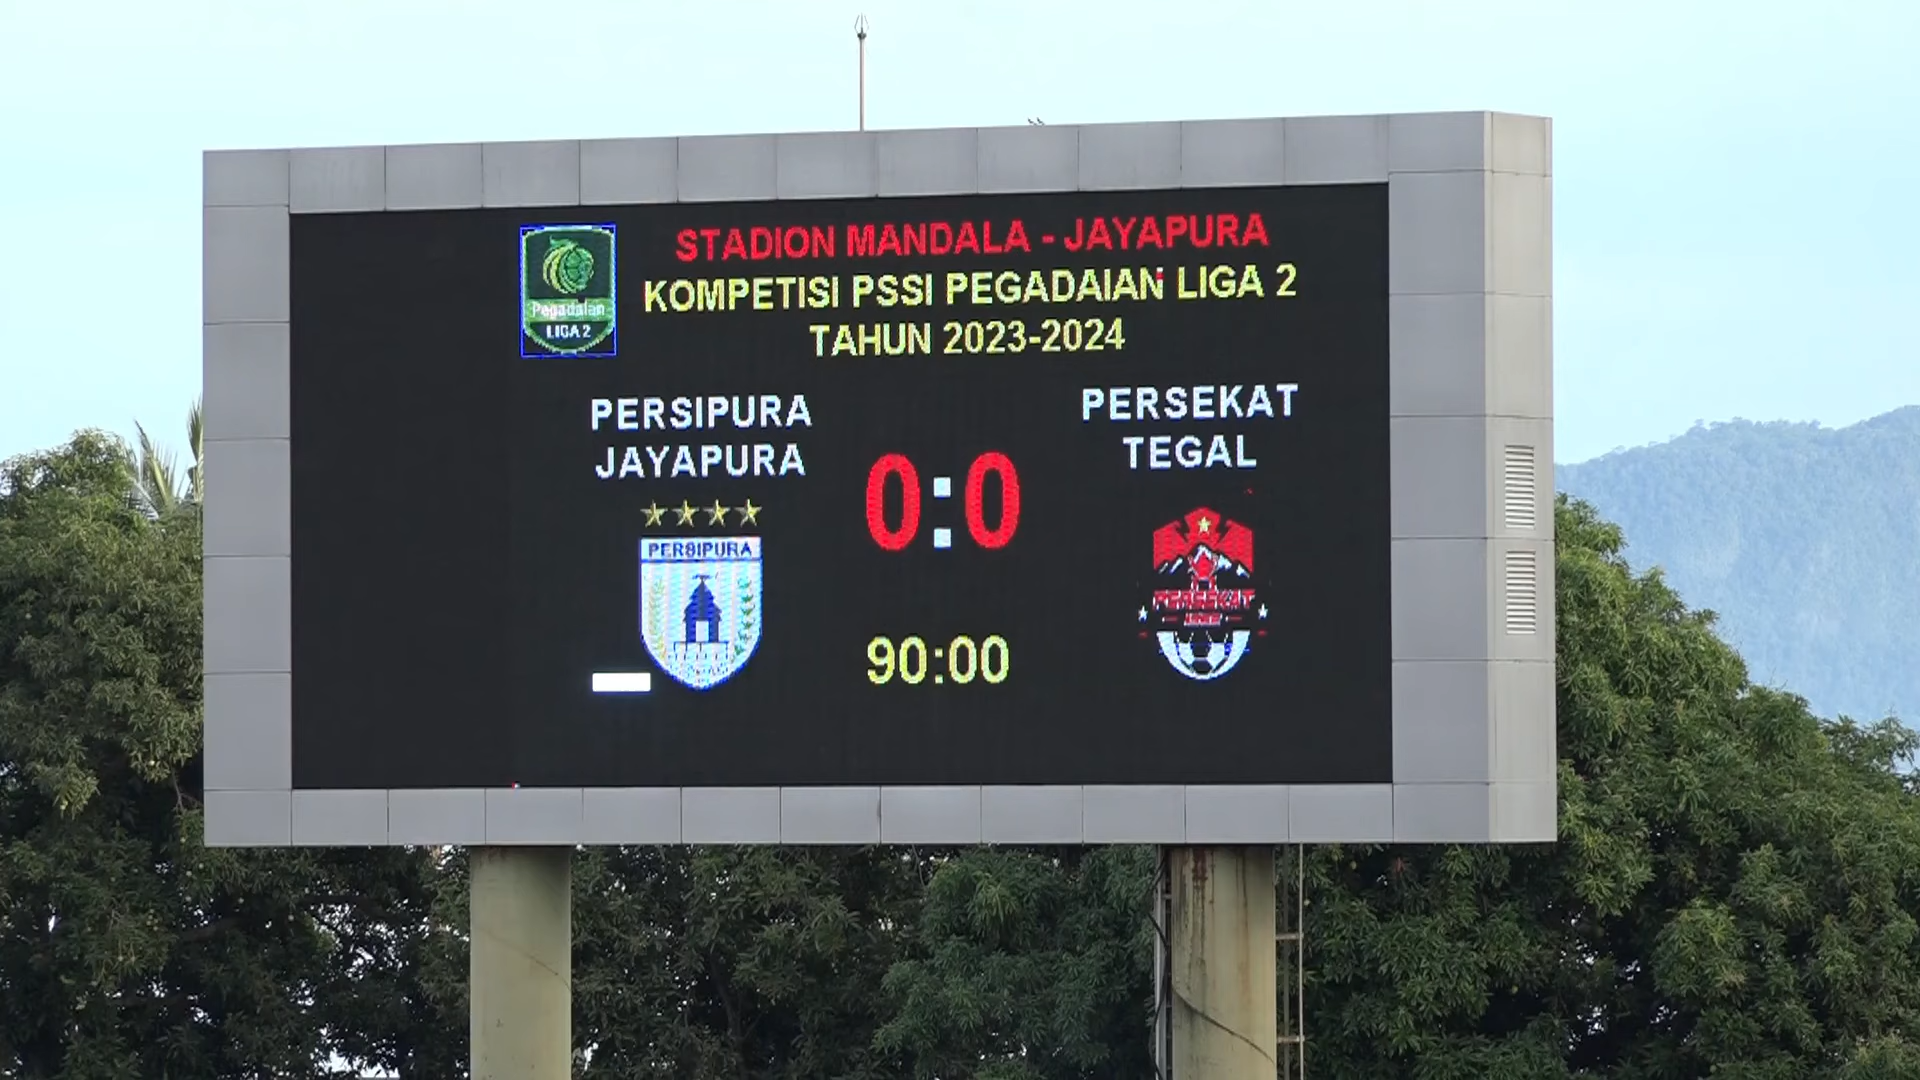 STADION MANDALA - JAYAPURA
KOMPETISI PSSI PEGADAIAN LIGA 2
TAHUN 2023-2024
Pegadaian
LIGA 2
PERSIPURA
JAYAPURA
0:0
PERSEKAT
TEGAL
PERSIPURA
PERSEKAT
90:00